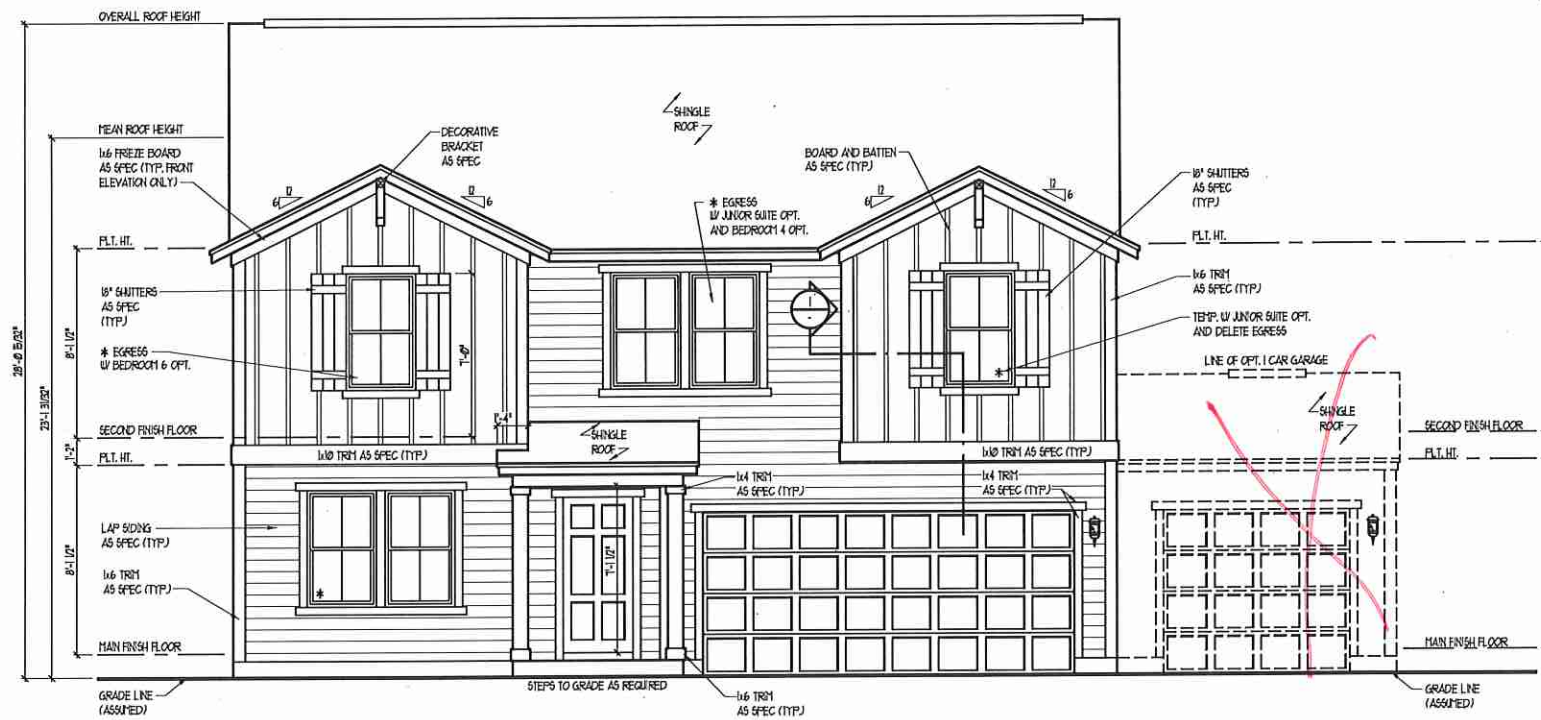 OVERALL ROOF HEIGHT
MEAN ROOF HEIGHT
1x6 FRIEZE BOARD
AS SPEC (TYP. FRONT
ELEVATION ONLY)
DECORATIVE
BRACKET
AS SPEC
SHINGLE
ROOF
BOARD AND BATTEN
AS SPEC (TYP.)
18" SHUTTERS
AS SPEC
(TYP.)
12
6
12
6
12
6
12
6
* EGRESS
W/ JUNIOR SUITE OPT.
AND BEDROOM 4 OPT.
PLT. HT.
PLT. HT.
18" SHUTTERS
AS SPEC
(TYP.)
1x6 TRIM
AS SPEC (TYP.)
1
TEMP. W/ JUNIOR SUITE OPT.
AND DELETE EGRESS
* EGRESS
W/ BEDROOM 6 OPT.
*
LINE OF OPT. 1 CAR GARAGE
28'-0 15/32"
23'-1 31/32"
8'-1 1/2"
7'-0"
1'-4"
SECOND FINISH FLOOR
SHINGLE
ROOF
SHINGLE
ROOF
SECOND FINISH FLOOR
1'-2"
PLT. HT.
1x10 TRIM AS SPEC (TYP.)
1x10 TRIM AS SPEC (TYP.)
PLT. HT.
1x4 TRIM
AS SPEC (TYP.)
1x4 TRIM
AS SPEC (TYP.)
LAP SIDING
AS SPEC (TYP.)
8'-1 1/2"
7'-1 1/2"
1x6 TRIM
AS SPEC (TYP.)
*
MAIN FINISH FLOOR
MAIN FINISH FLOOR
GRADE LINE
(ASSUMED)
STEPS TO GRADE AS REQUIRED
1x6 TRIM
AS SPEC (TYP.)
GRADE LINE
(ASSUMED)